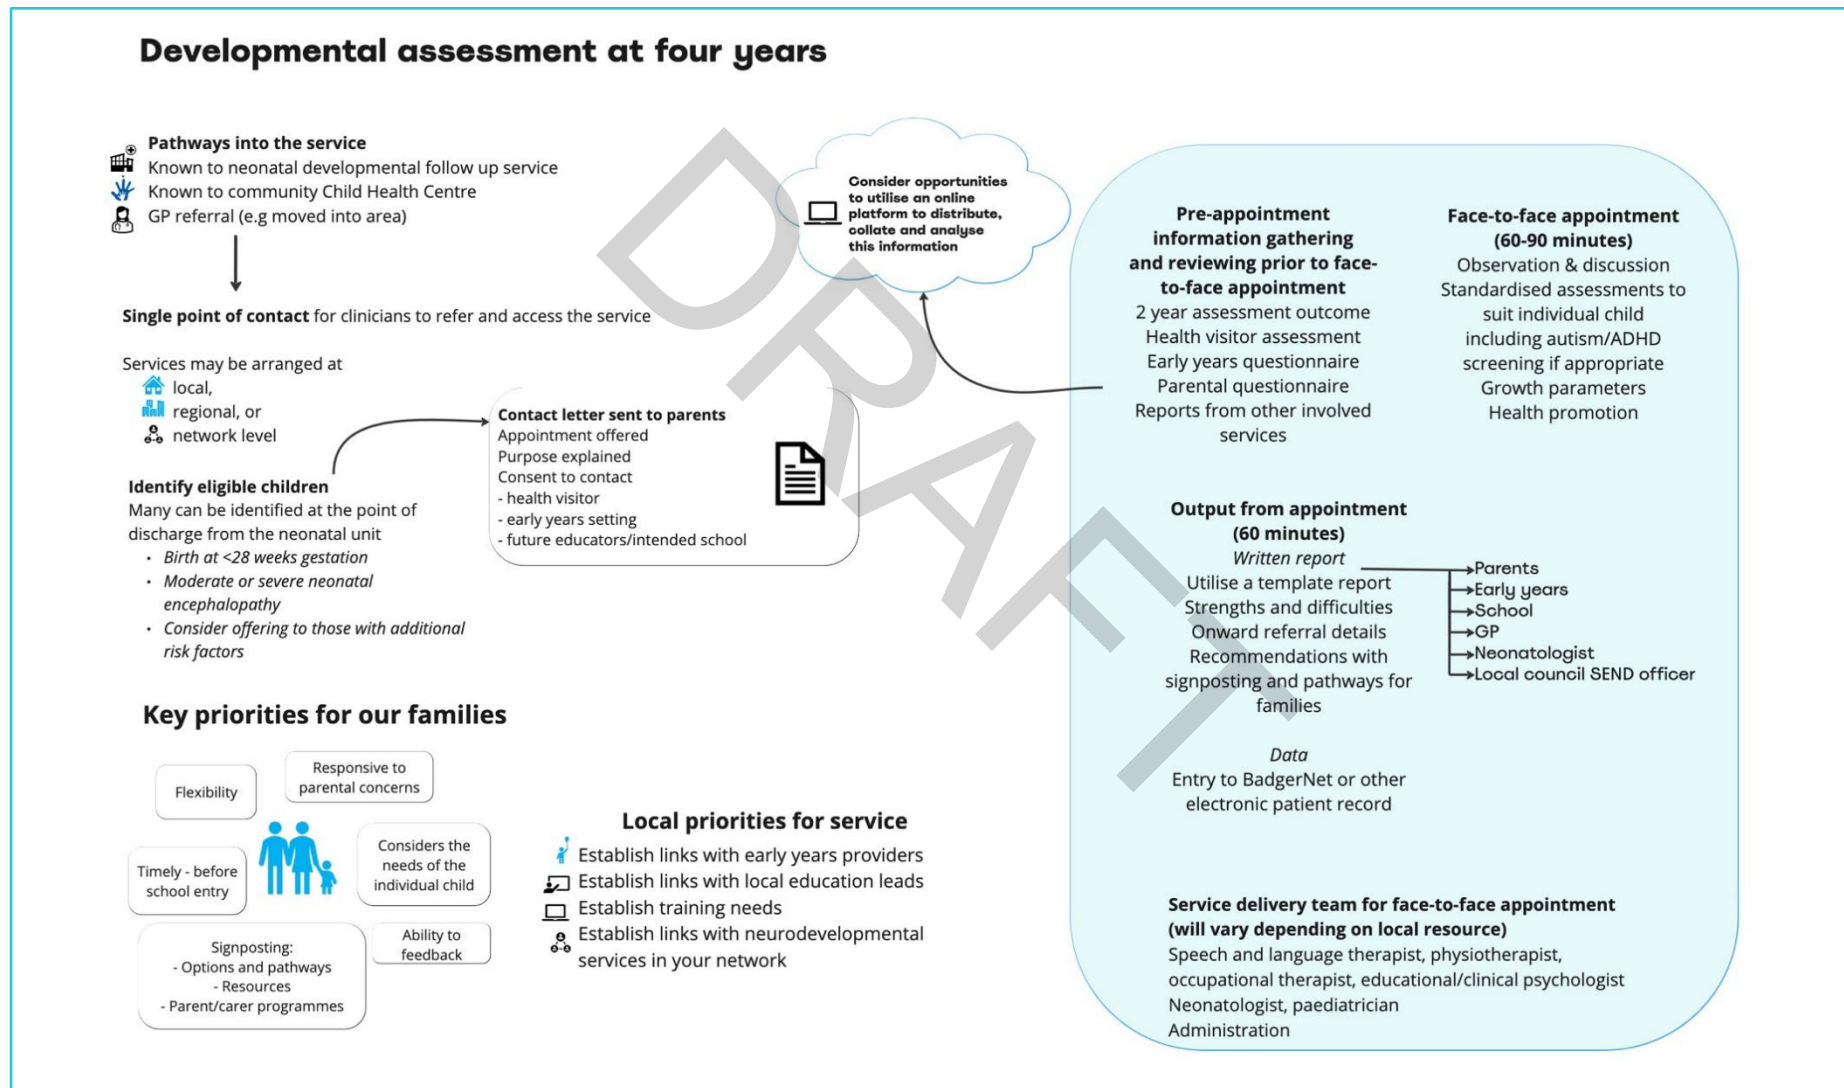 Developmental assessment at four years
Pathways into the service
Known to neonatal developmental follow up service
Known to community Child Health Centre
GP referral (e.g moved into area)
Single point of contact for clinicians to refer and access the service
Services may be arranged at
local,
regional, or
network level
Identify eligible children
Many can be identified at the point of
discharge from the neonatal unit
· Birth at <28 weeks gestation
· Moderate or severe neonatal
encephalopathy
· Consider offering to those with additional
risk factors
Contact letter sent to parents
Appointment offered
Purpose explained
Consent to contact
- health visitor
- early years setting
- future educators/intended school
Consider opportunities
to utilise an online
platform to distribute,
collate and analyse
this information
Pre-appointment
information gathering
and reviewing prior to face-
to-face appointment
2 year assessment outcome
Health visitor assessment
Early years questionnaire
Parental questionnaire
Reports from other involved
services
Face-to-face appointment
(60-90 minutes)
Observation & discussion
Standardised assessments to
suit individual child
including autism/ADHD
screening if appropriate
Growth parameters
Health promotion
Output from appointment
(60 minutes)
Written report
Utilise a template report
Strengths and difficulties
Onward referral details
Recommendations with
signposting and pathways for
families
Parents
Early years
School
GP
Neonatologist
Local council SEND officer
Data
Entry to BadgerNet or other
electronic patient record
Service delivery team for face-to-face appointment
(will vary depending on local resource)
Speech and language therapist, physiotherapist,
occupational therapist, educational/clinical psychologist
Neonatologist, paediatrician
Administration
Key priorities for our families
Flexibility
Responsive to
parental concerns
Timely - before
school entry
Considers the
needs of the
individual child
Signposting:
- Options and pathways
- Resources
- Parent/carer programmes
Ability to
feedback
Local priorities for service
Establish links with early years providers
Establish links with local education leads
Establish training needs
Establish links with neurodevelopmental
services in your network
DRAFT